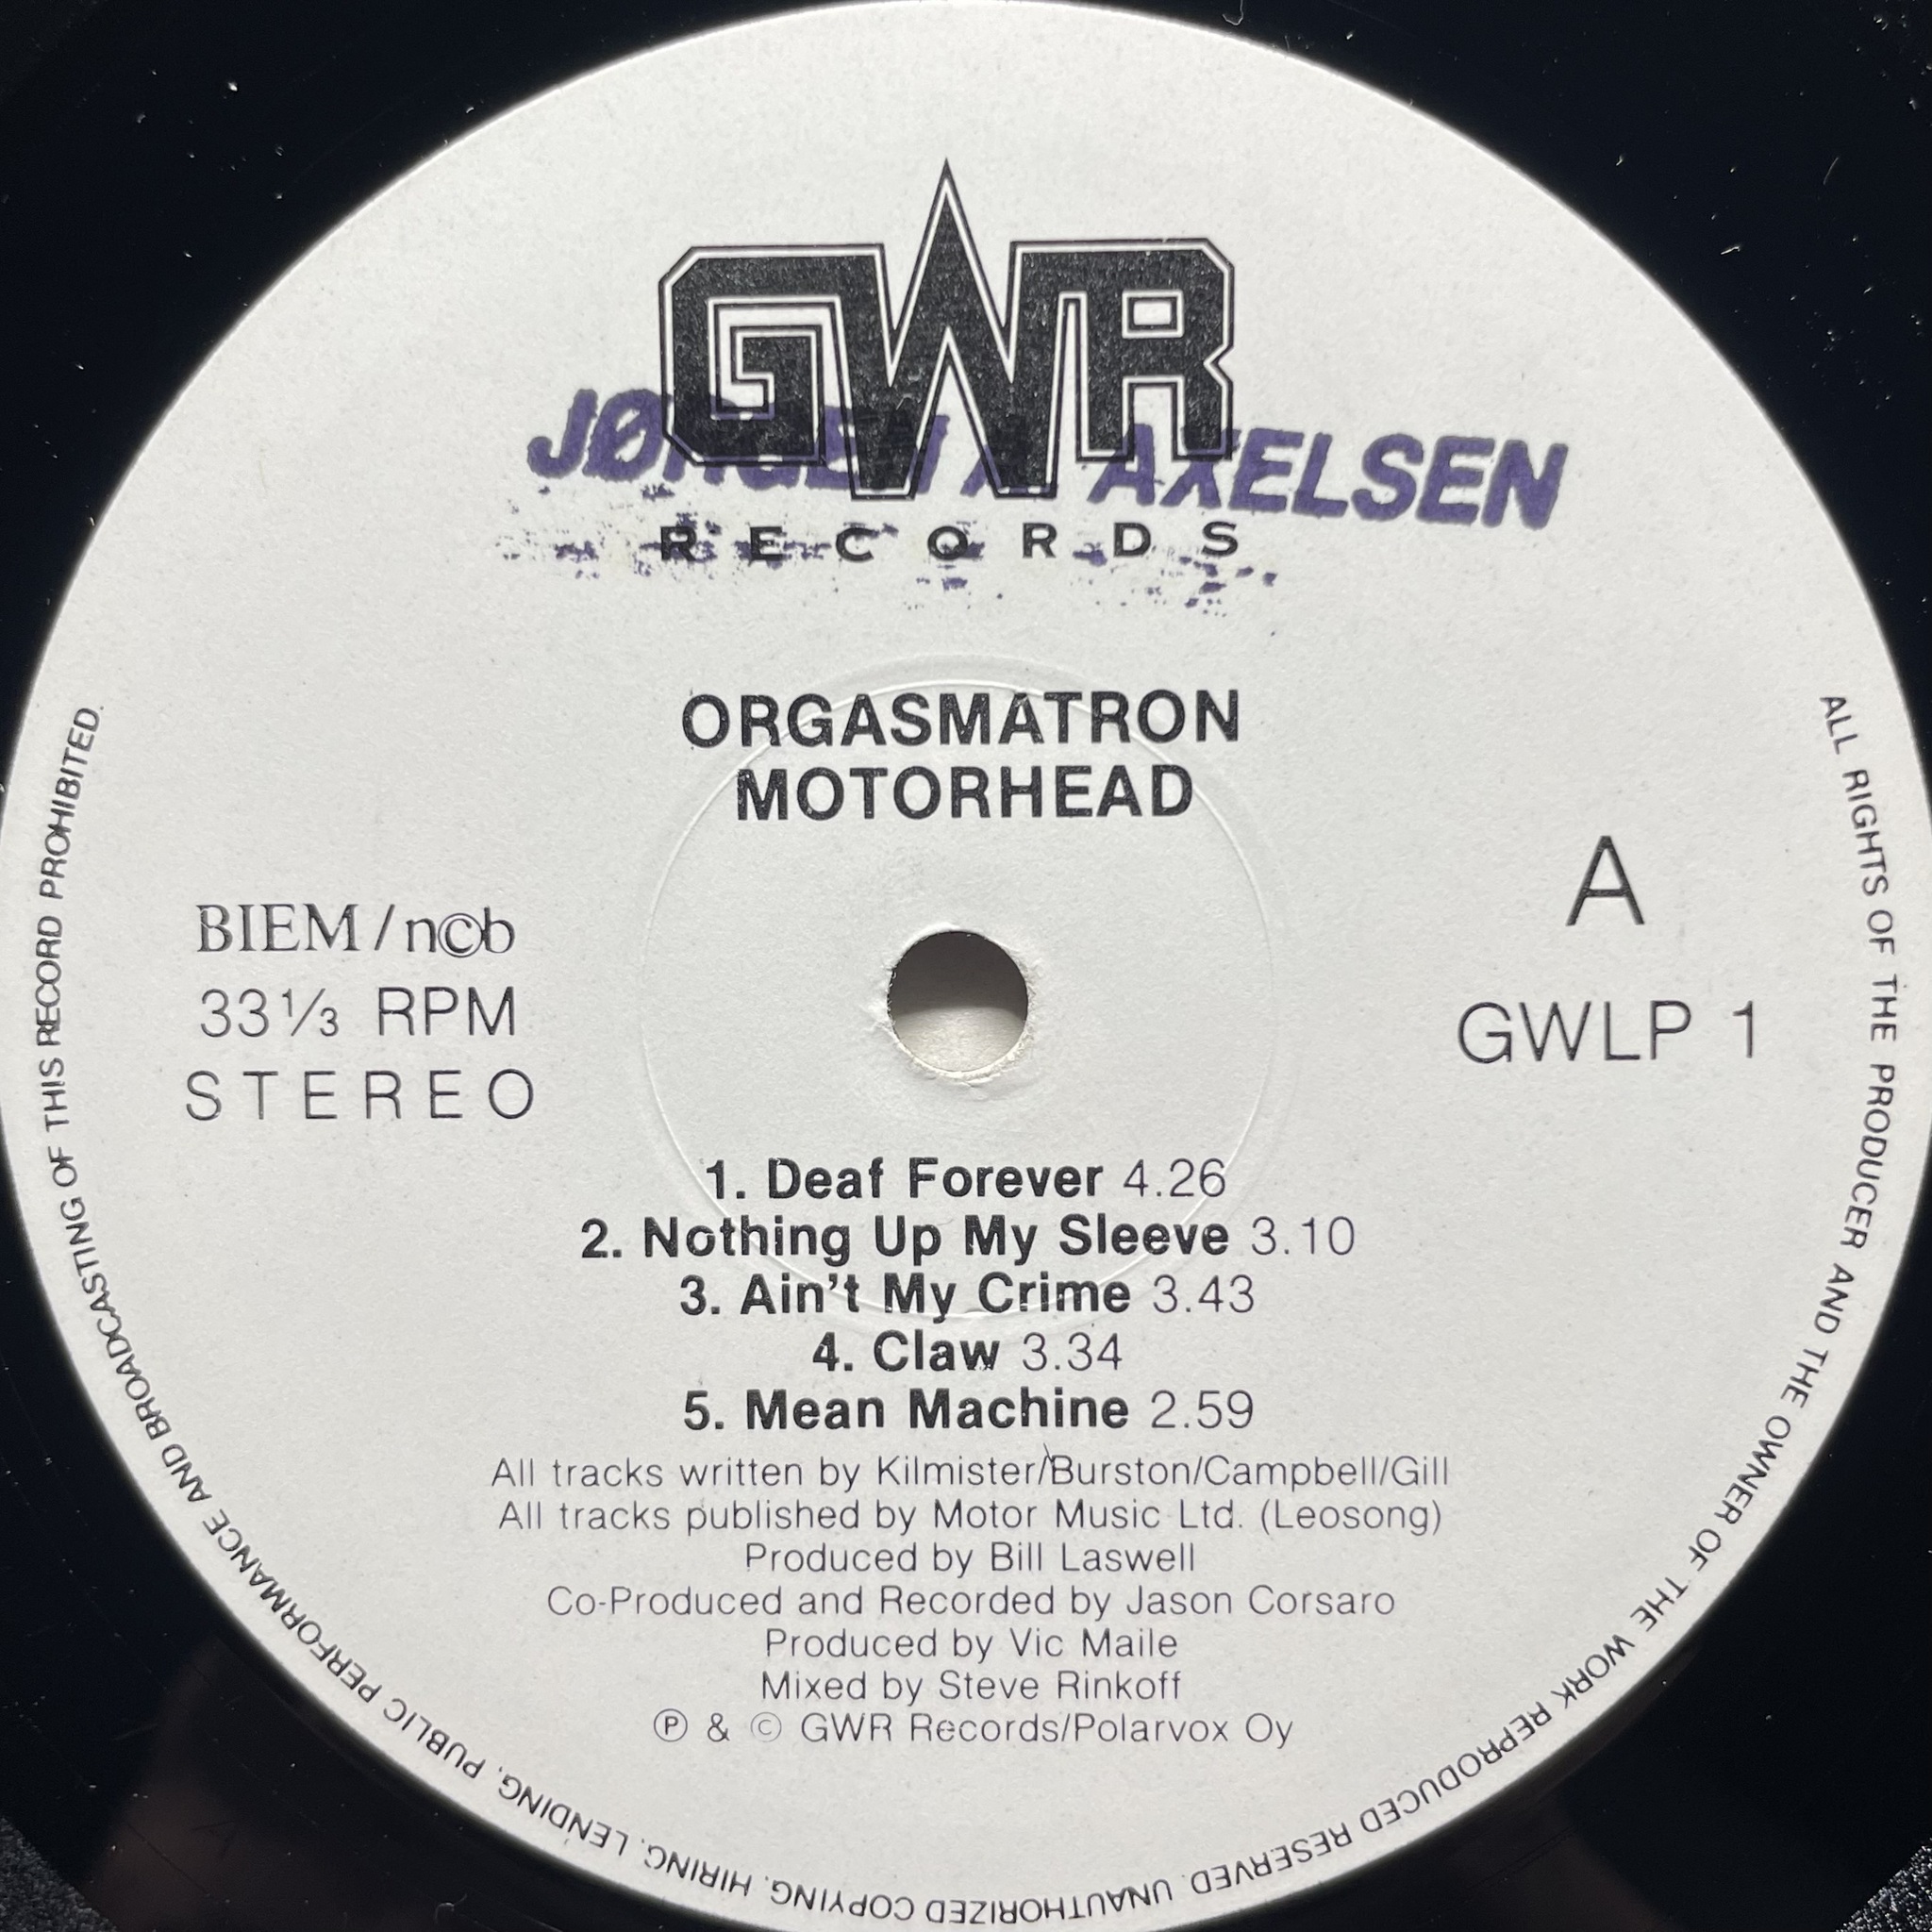 GWR
JØRGEN A. AXELSEN
RECORDS
ORGASMATRON
MOTORHEAD
BIEM/n©b
33⅓ RPM
STEREO
A
GWLP 1
1. Deaf Forever 4.26
2. Nothing Up My Sleeve 3.10
3. Ain't My Crime 3.43
4. Claw 3.34
5. Mean Machine 2.59
All tracks written by Kilmister/Burston/Campbell/Gill
All tracks published by Motor Music Ltd. (Leosong)
Produced by Bill Laswell
Co-Produced and Recorded by Jason Corsaro
Produced by Vic Maile
Mixed by Steve Rinkoff
Ⓟ & © GWR Records/Polarvox Oy
ALL RIGHTS OF THE PRODUCER AND THE OWNER OF THE WORK REPRODUCED RESERVED. UNAUTHORIZED COPYING, HIRING, LENDING, PUBLIC PERFORMANCE AND BROADCASTING OF THIS RECORD PROHIBITED.